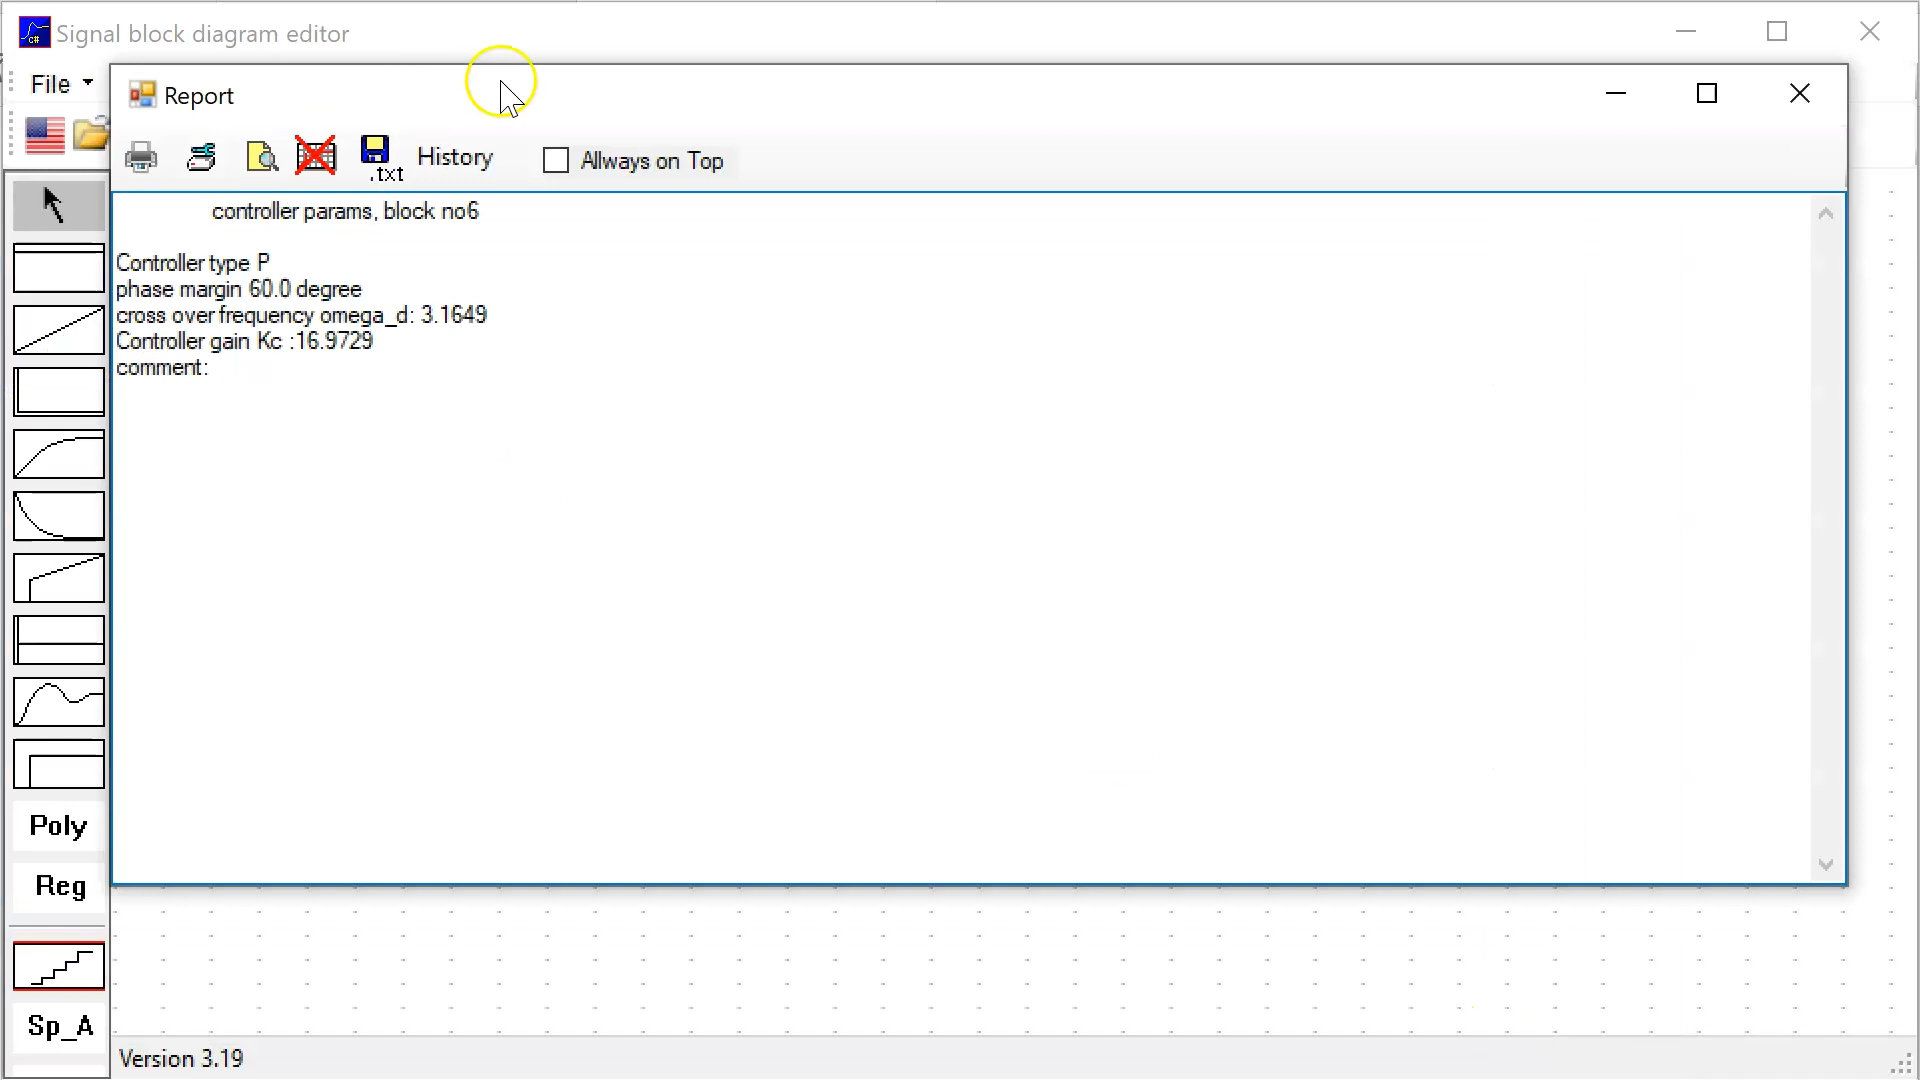 Signal block diagram editor
File
Report
.txt
History
Allways on Top
controller params, block no6
Controller type P
phase margin 60.0 degree
cross over frequency omega_d: 3.1649
Controller gain Kc :16.9729
comment:
Poly
Reg
Sp_A
Version 3.19